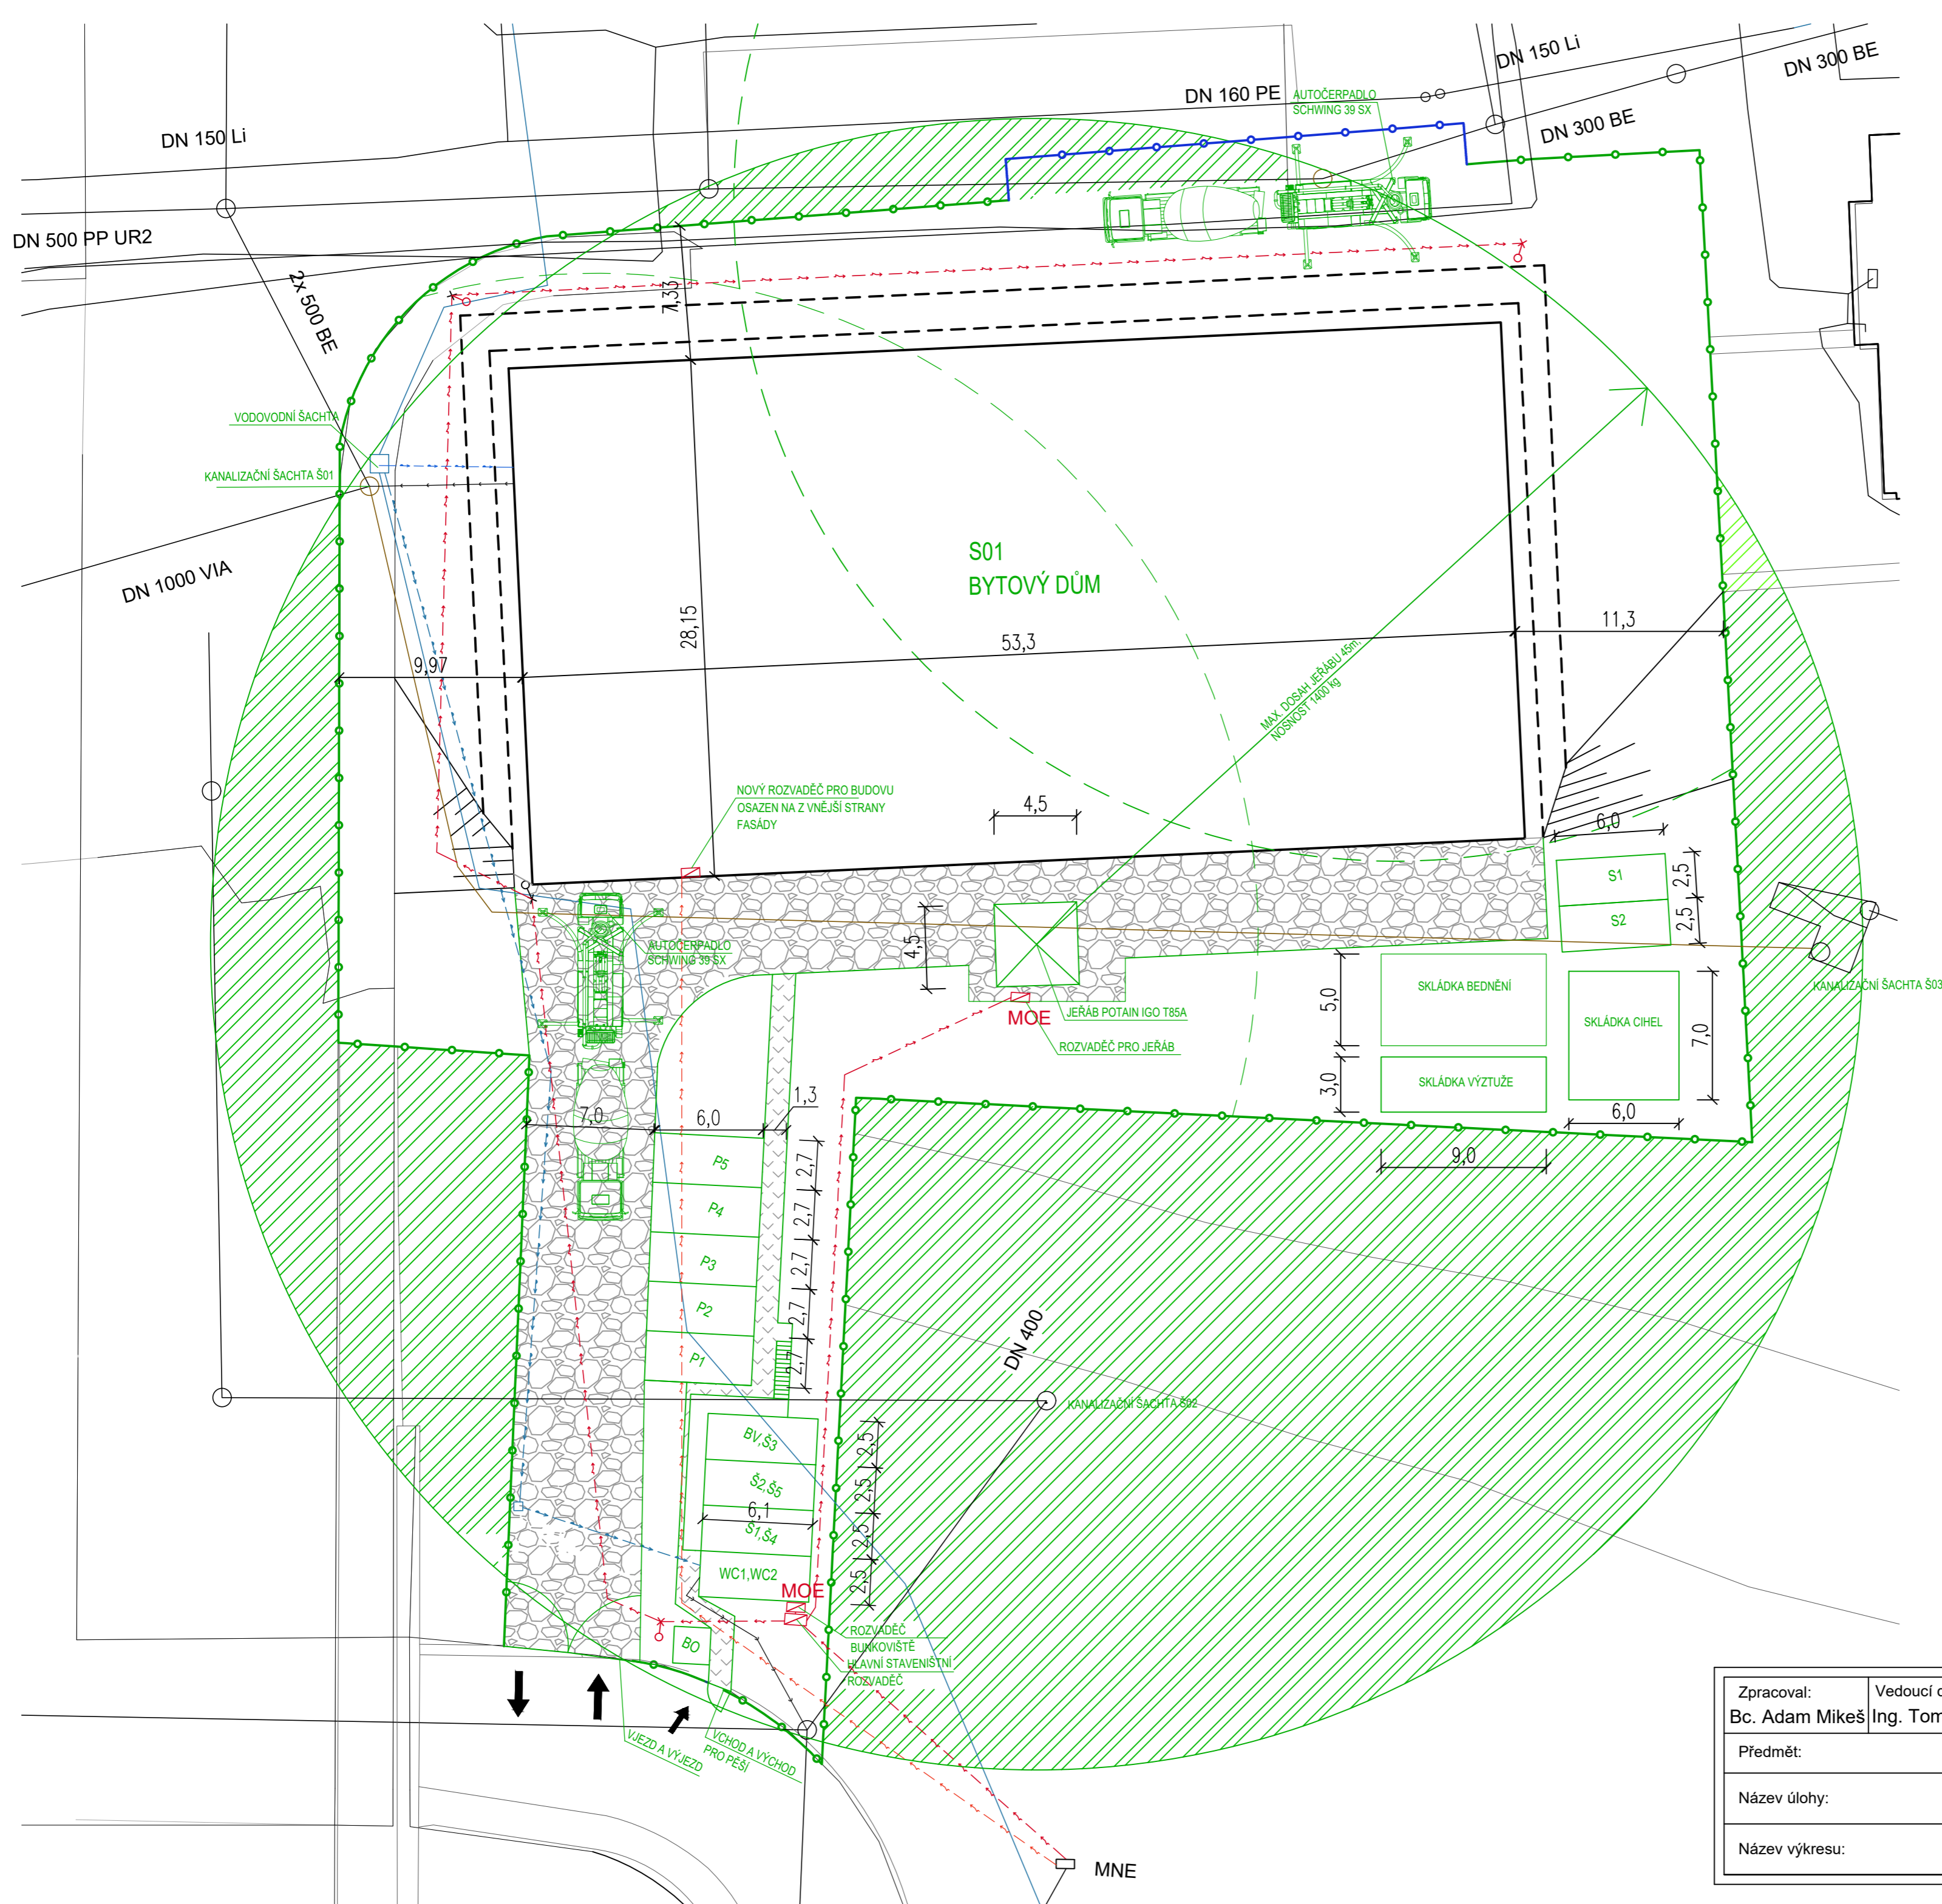 DN 150 Li
DN 300 BE
DN 160 PE
AUTOČERPADLO
SCHWING 39 SX
DN 300 BE
DN 150 Li
DN 500 PP UR2
2x 500 BE
7,33
VODOVODNÍ ŠACHTA
KANALIZAČNÍ ŠACHTA Š01
DN 1000 VIA
S01
BYTOVÝ DŮM
28,15
53,3
11,3
9,97
MAX. DOSAH JEŘÁBU 45m,
NOSNOST 1400 kg
NOVÝ ROZVADĚČ PRO BUDOVU
OSAZEN NA Z VNĚJŠÍ STRANY
FASÁDY
4,5
6,0
S1
2,5
S2
2,5
4,5
AUTOČERPADLO
SCHWING 39 SX
SKLÁDKA BEDNĚNÍ
5,0
KANALIZAČNÍ ŠACHTA Š03
MOE
JEŘÁB POTAIN IGO T85A
SKLÁDKA CIHEL
7,0
ROZVADĚČ PRO JEŘÁB
SKLÁDKA VÝZTUŽE
3,0
1,3
7,0
6,0
6,0
9,0
P5
2,7
P4
2,7
P3
2,7
P2
2,7
P1
2,7
DN 400
KANALIZAČNÍ ŠACHTA Š02
BV,Š3
2,5
Š2,Š5
2,5
6,1
Š1,Š4
2,5
WC1,WC2
2,5
MOE
BO
ROZVADĚČ
BUNKOVIŠTĚ
HLAVNÍ STAVENIŠTNÍ
ROZVADĚČ
VJEZD A VÝJEZD
VCHOD A VÝCHOD
PRO PĚŠÍ
MNE
Zpracoval:
Vedoucí
Bc. Adam Mikeš
Ing. Tom
Předmět:
Název úlohy:
Název výkresu: